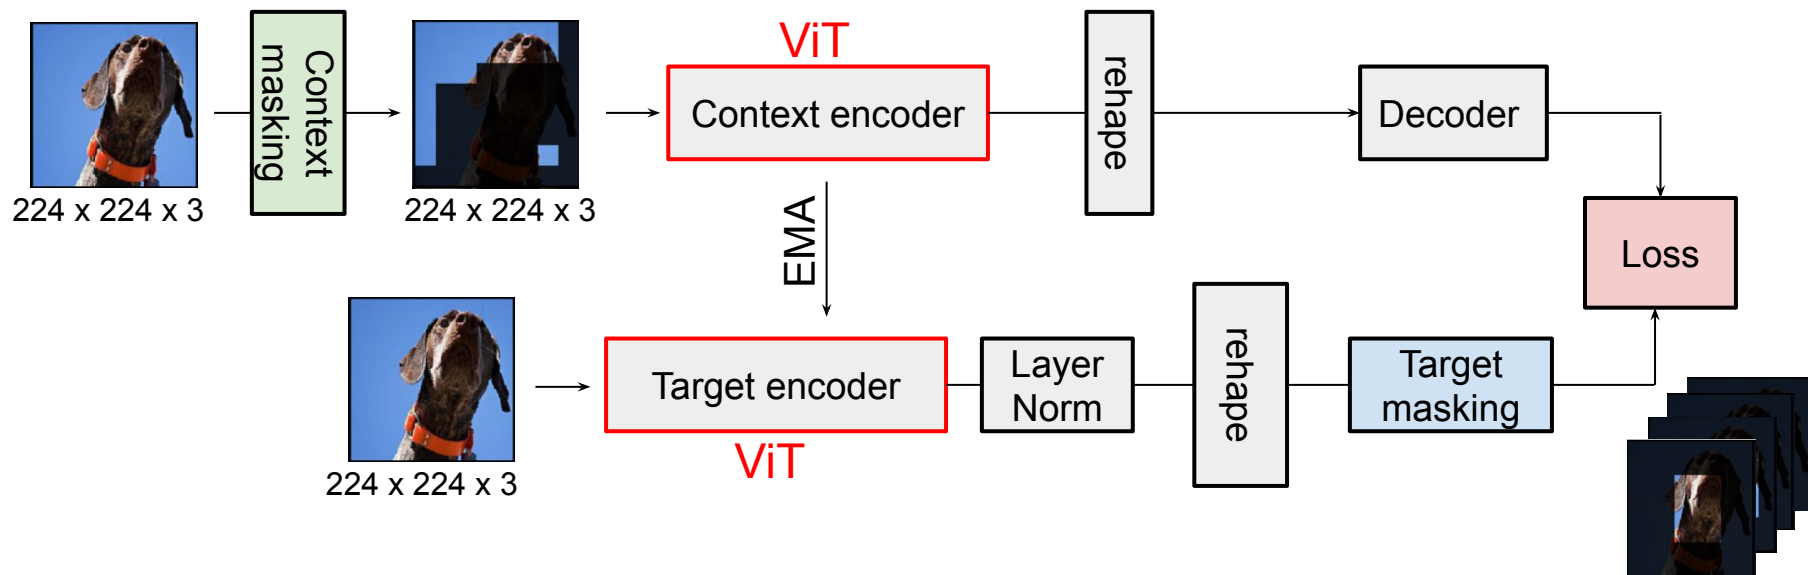 ViT
Context
masking
Context encoder
rehape
Decoder
224 x 224 x 3
224 x 224 x 3
EMA
Loss
Target encoder
Layer
Norm
rehape
Target
masking
ViT
224 x 224 x 3